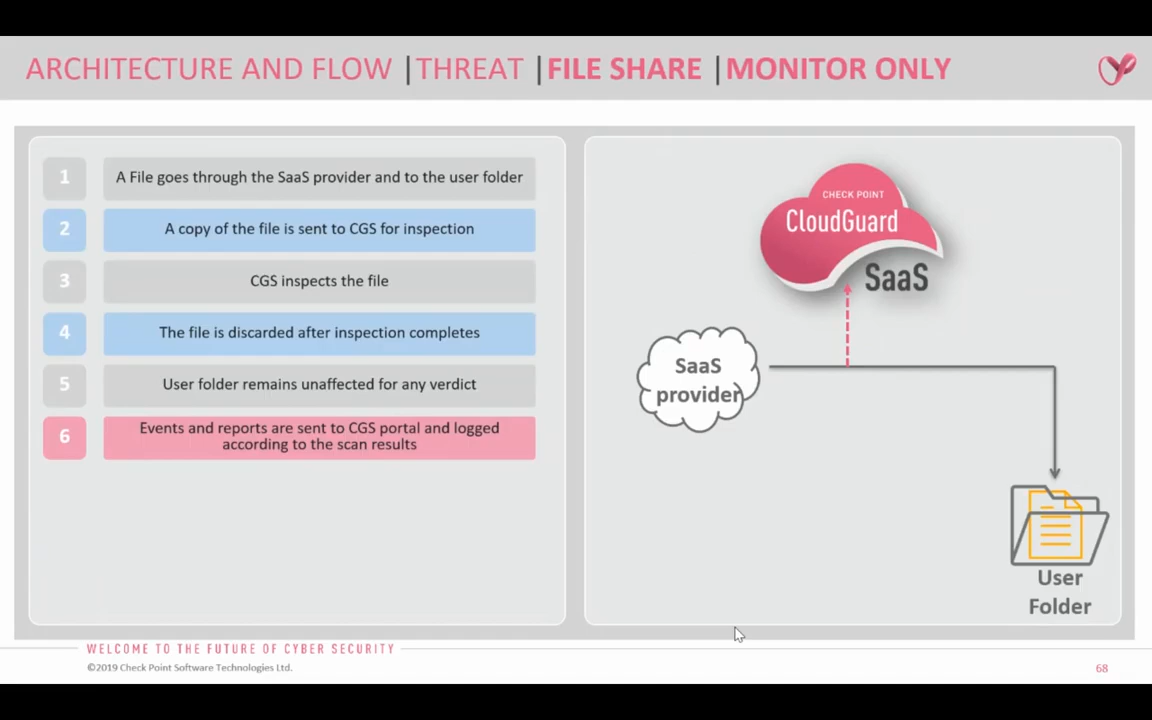 ARCHITECTURE AND FLOW |THREAT |FILE SHARE |MONITOR ONLY
1 A File goes through the SaaS provider and to the user folder
2 A copy of the file is sent to CGS for inspection
3 CGS inspects the file
4 The file is discarded after inspection completes
5 User folder remains unaffected for any verdict
6 Events and reports are sent to CGS portal and logged
according to the scan results
CHECK POINT
CloudGuard
SaaS
SaaS
provider
User
Folder
WELCOME TO THE FUTURE OF CYBER SECURITY
©2019 Check Point Software Technologies Ltd.
68